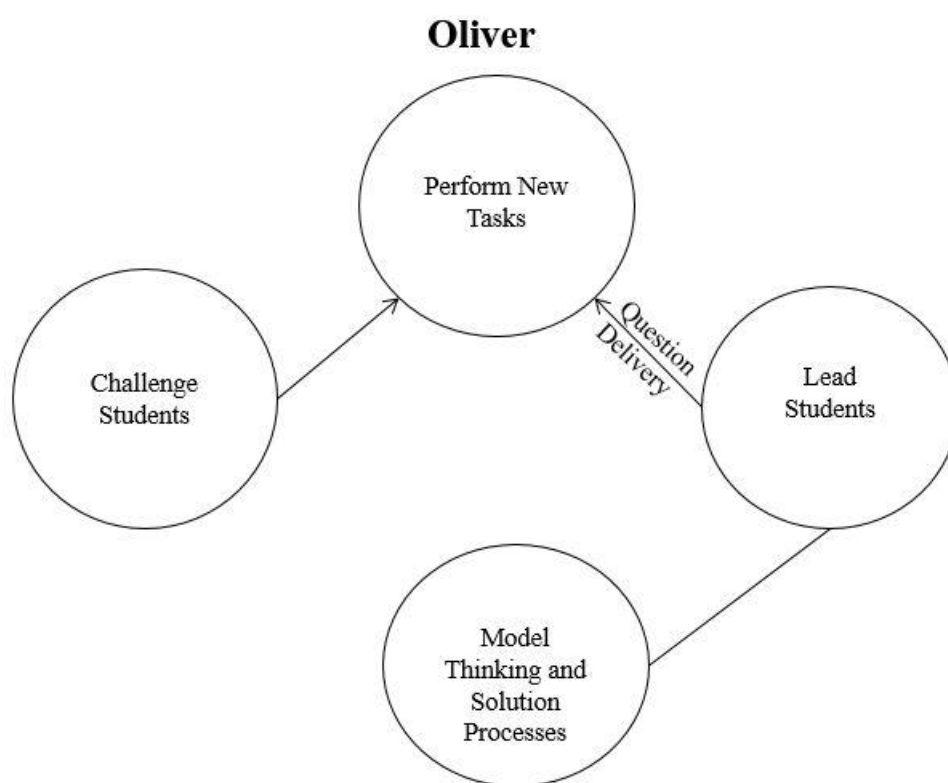 Oliver
Perform New
Tasks
Challenge
Students
Question
Delivery
Lead
Students
Model
Thinking and
Solution
Processes